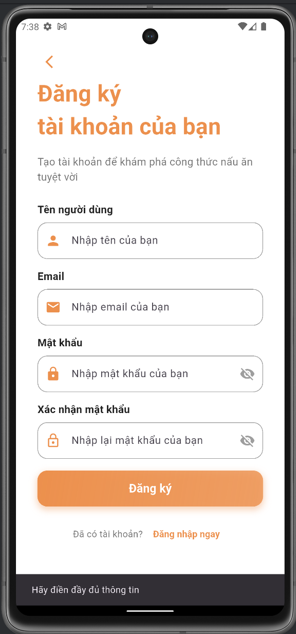 7:38
Đăng ký
tài khoản của bạn
Tạo tài khoản để khám phá công thức nấu ăn
tuyệt vời
Tên người dùng
Nhập tên của bạn
Email
Nhập email của bạn
Mật khẩu
Nhập mật khẩu của bạn
Xác nhận mật khẩu
Nhập lại mật khẩu của bạn
Đăng ký
Đã có tài khoản? Đăng nhập ngay
Hãy điền đầy đủ thông tin